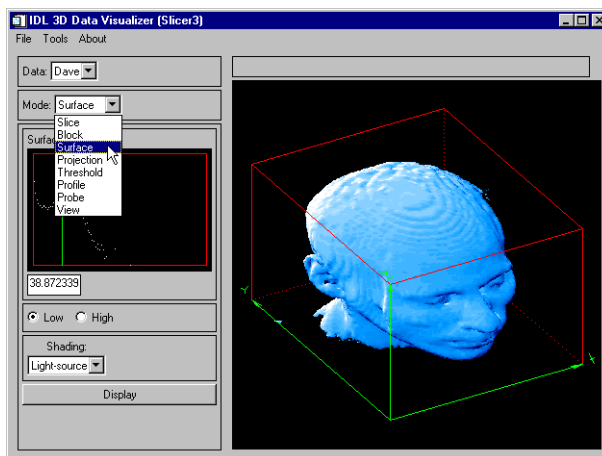 IDL 3D Data Visualizer (Slicer3)
File Tools About
Data: Dave
Mode: Surface
Slice
Block
Surface
Projection
Threshold
Profile
Probe
View
38.872339
Low High
Shading:
Light-source
Display
Y
X